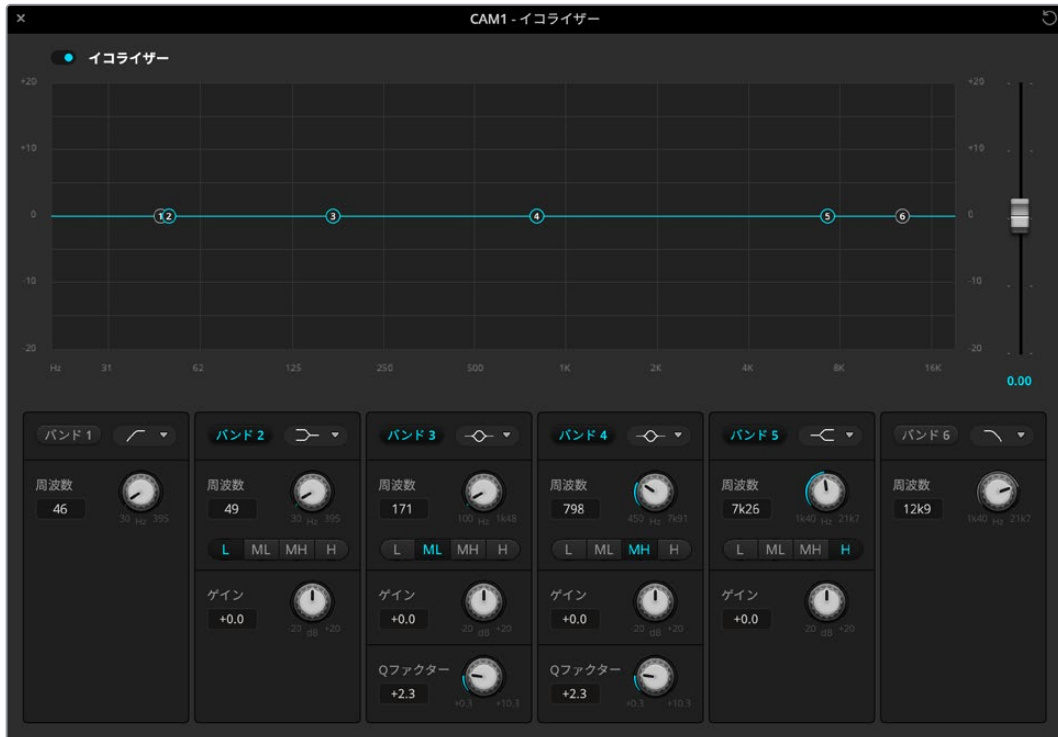 × CAM1 - イコライザー
イコライザー
+20 +20
+10 +10
0 1 2 3 4 5 6 0
-10 -10
-20 -20
Hz 31 62 125 250 500 1K 2K 4K 8K 16K
0.00
バンド 1 バンド 2 バンド 3 バンド 4 バンド 5 バンド 6
周波数 周波数 周波数 周波数 周波数 周波数
46 49 171 798 7k26 12k9
30 Hz 395 30 Hz 395 100 Hz 1k48 450 Hz 7k91 1k40 Hz 21k7 1k40 Hz 21k7
L ML MH H L ML MH H L ML MH H L ML MH H
ゲイン ゲイン ゲイン ゲイン
+0.0 +0.0 +0.0 +0.0
-20 dB +20 -20 dB +20 -20 dB +20 -20 dB +20
Qファクター Qファクター
+2.3 +2.3
+0.3 +10.3 +0.3 +10.3